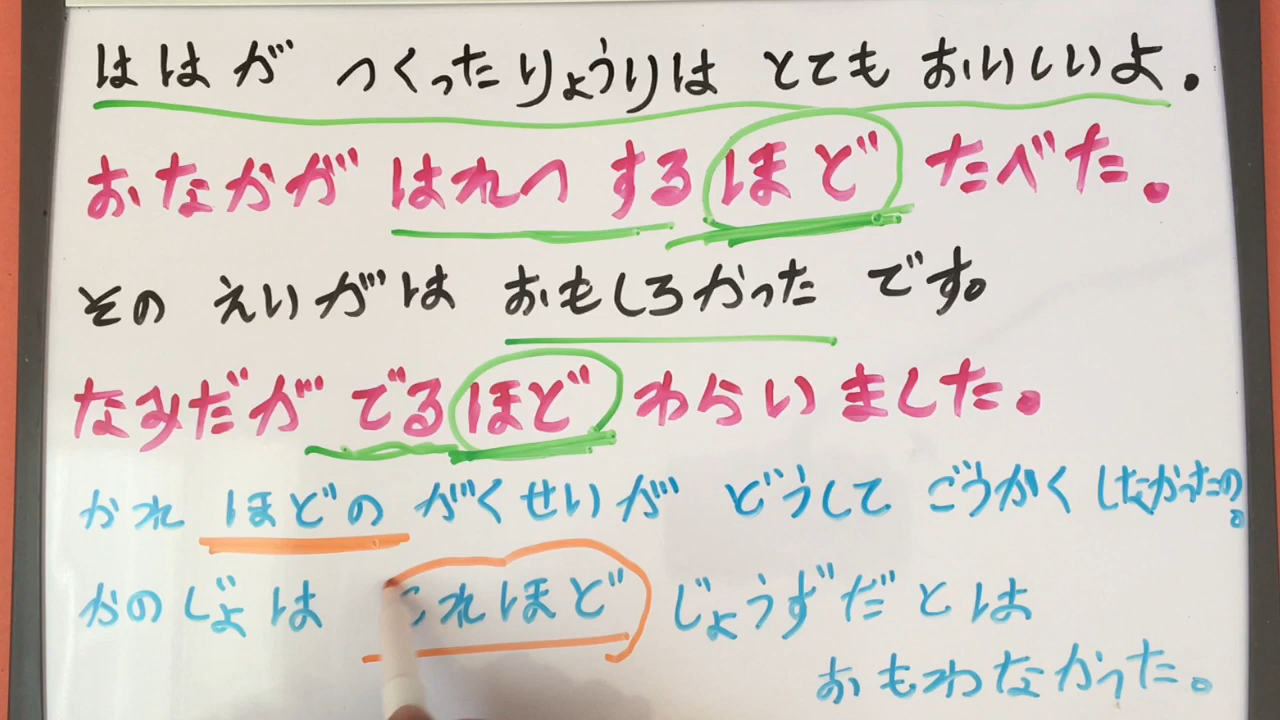 ははが つくったりょうりは とても おいしいよ。
おなかが はれつ するほど たべた。
その えいがは おもしろかった です。
なみだが でるほど わらいました。
かれ ほどの がくせいが どうして ごうかく しなかったの。
かのじょは これほど じょうずだとは
おもわなかった。